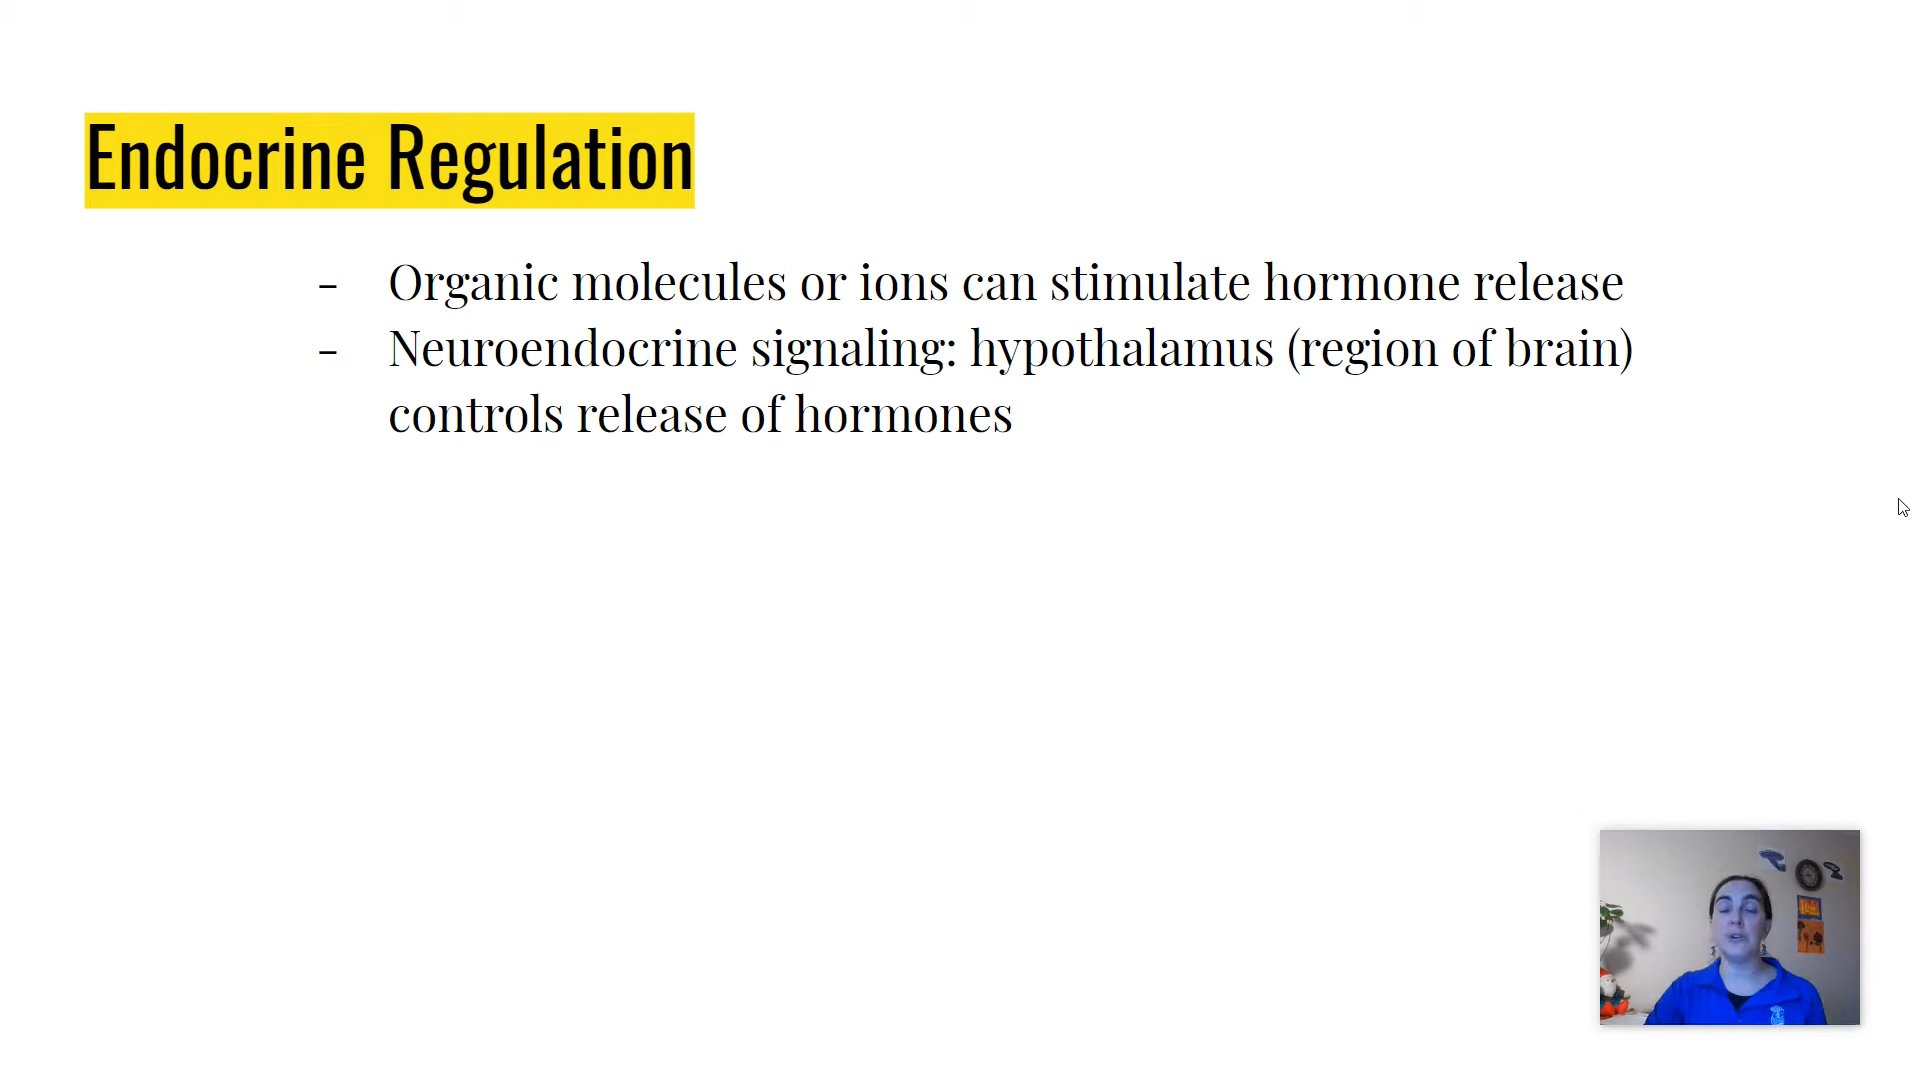 Endocrine Regulation
- Organic molecules or ions can stimulate hormone release
- Neuroendocrine signaling: hypothalamus (region of brain)
controls release of hormones